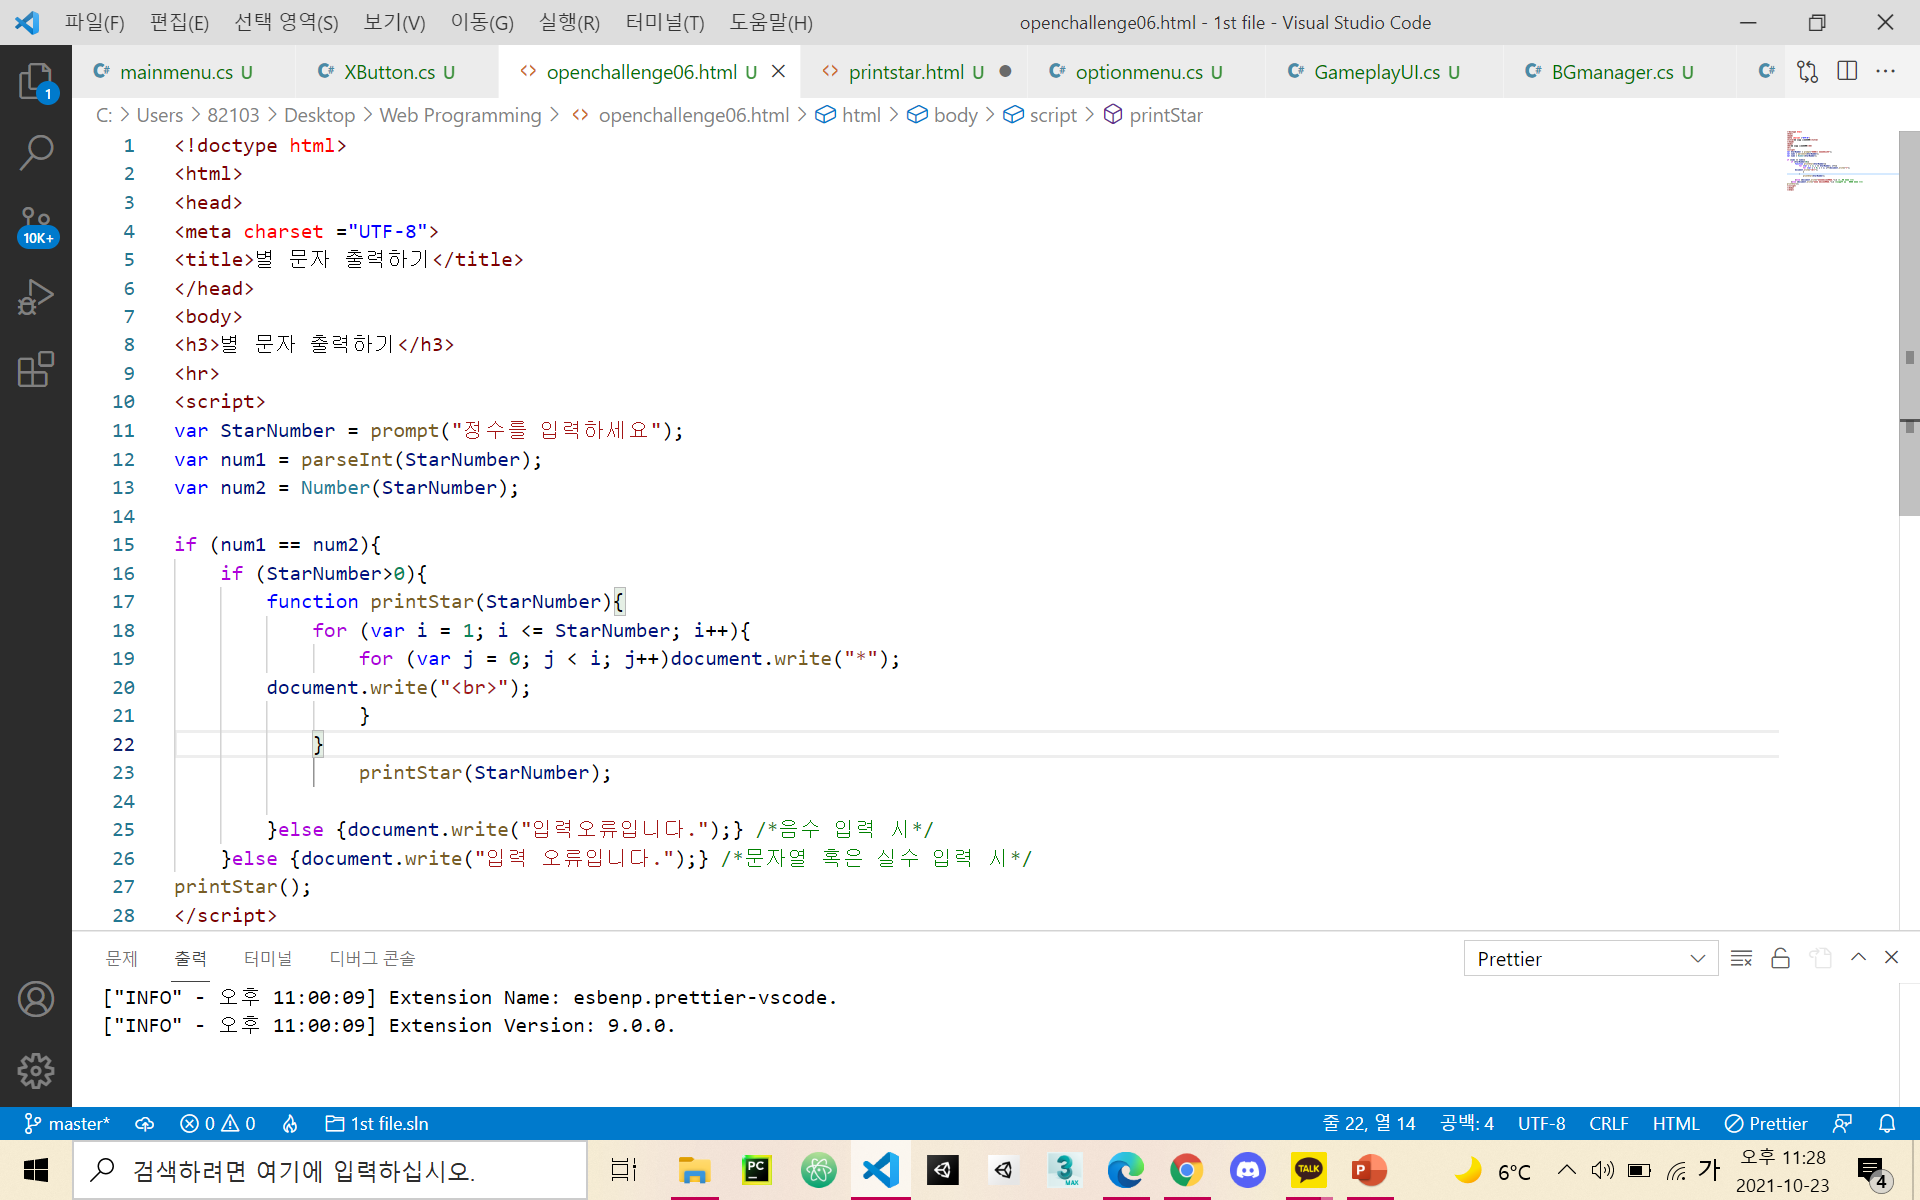 파일(F) 편집(E) 선택 영역(S) 보기(V) 이동(G) 실행(R) 터미널(T) 도움말(H) openchallenge06.html - 1st file - Visual Studio Code
mainmenu.cs U XButton.cs U openchallenge06.html U printstar.html U optionmenu.cs U GameplayUI.cs U BGmanager.cs U
C: > Users > 82103 > Desktop > Web Programming > openchallenge06.html > html > body > script > printStar
1 <!doctype html>
2 <html>
3 <head>
4 <meta charset ="UTF-8">
5 <title>별 문자 출력하기</title>
6 </head>
7 <body>
8 <h3>별 문자 출력하기</h3>
9 <hr>
10 <script>
11 var StarNumber = prompt("정수를 입력하세요");
12 var num1 = parseInt(StarNumber);
13 var num2 = Number(StarNumber);
14
15 if (num1 == num2){
16 if (StarNumber>0){
17 function printStar(StarNumber){
18 for (var i = 1; i <= StarNumber; i++){
19 for (var j = 0; j < i; j++)document.write("*");
20 document.write("<br>");
21 }
22 }
23 printStar(StarNumber);
24
25 }else {document.write("입력오류입니다.");} /*음수 입력 시*/
26 }else {document.write("입력 오류입니다.");} /*문자열 혹은 실수 입력 시*/
27 printStar();
28 </script>
1
10K+
문제 출력 터미널 디버그 콘솔 Prettier
["INFO" - 오후 11:00:09] Extension Name: esbenp.prettier-vscode.
["INFO" - 오후 11:00:09] Extension Version: 9.0.0.
master* 0 0 1st file.sln 줄 22, 열 14 공백: 4 UTF-8 CRLF HTML Prettier
검색하려면 여기에 입력하십시오. PC 3 MAX TALK P 6°C 가 오후 11:28
2021-10-23 4